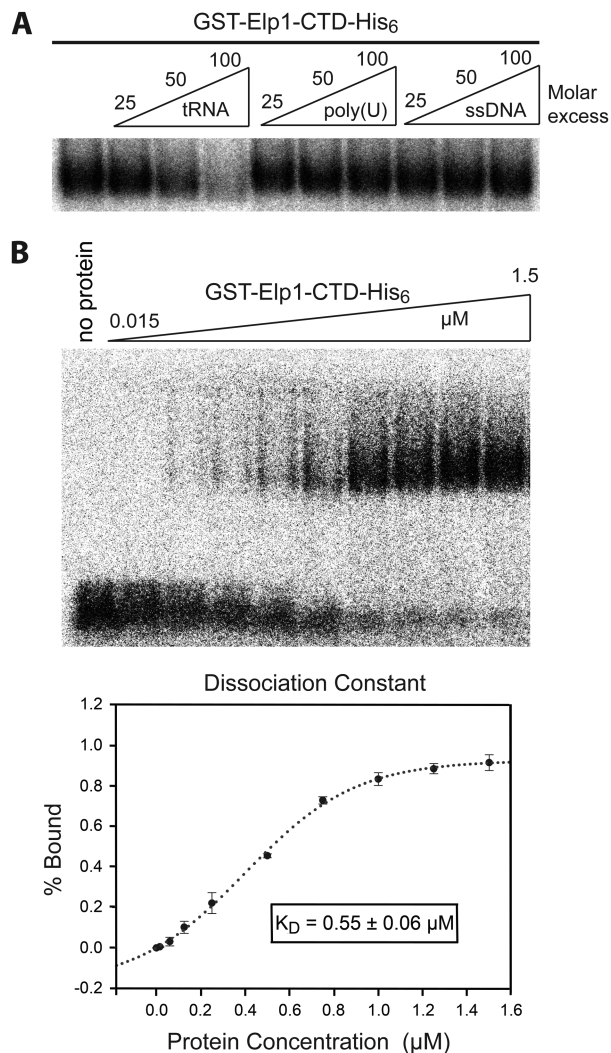 A
GST-Elp1-CTD-His6
25 50 100 25 50 100 25 50 100
tRNA poly(U) ssDNA
Molar
excess
B
no protein
GST-Elp1-CTD-His6
0.015 1.5
µM
Dissociation Constant
1.2
1.0
0.8
0.6
0.4
0.2
0.0
-0.2
% Bound
KD = 0.55 ± 0.06 µM
0.0 0.2 0.4 0.6 0.8 1.0 1.2 1.4 1.6
Protein Concentration (µM)